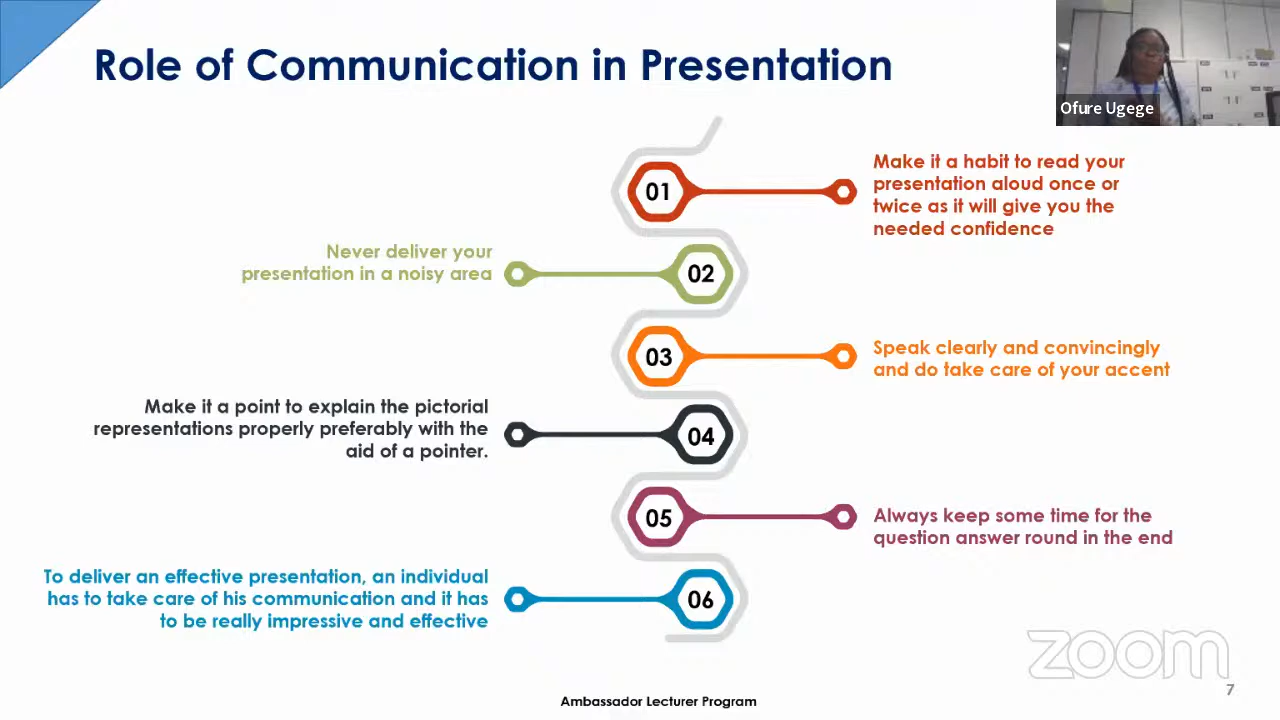 Role of Communication in Presentation
Ofure Ugege
01
Make it a habit to read your
presentation aloud once or
twice as it will give you the
needed confidence
Never deliver your
presentation in a noisy area
02
03
Speak clearly and convincingly
and do take care of your accent
Make it a point to explain the pictorial
representations properly preferably with the
aid of a pointer.
04
05
Always keep some time for the
question answer round in the end
To deliver an effective presentation, an individual
has to take care of his communication and it has
to be really impressive and effective
06
zoom
7
Ambassador Lecturer Program